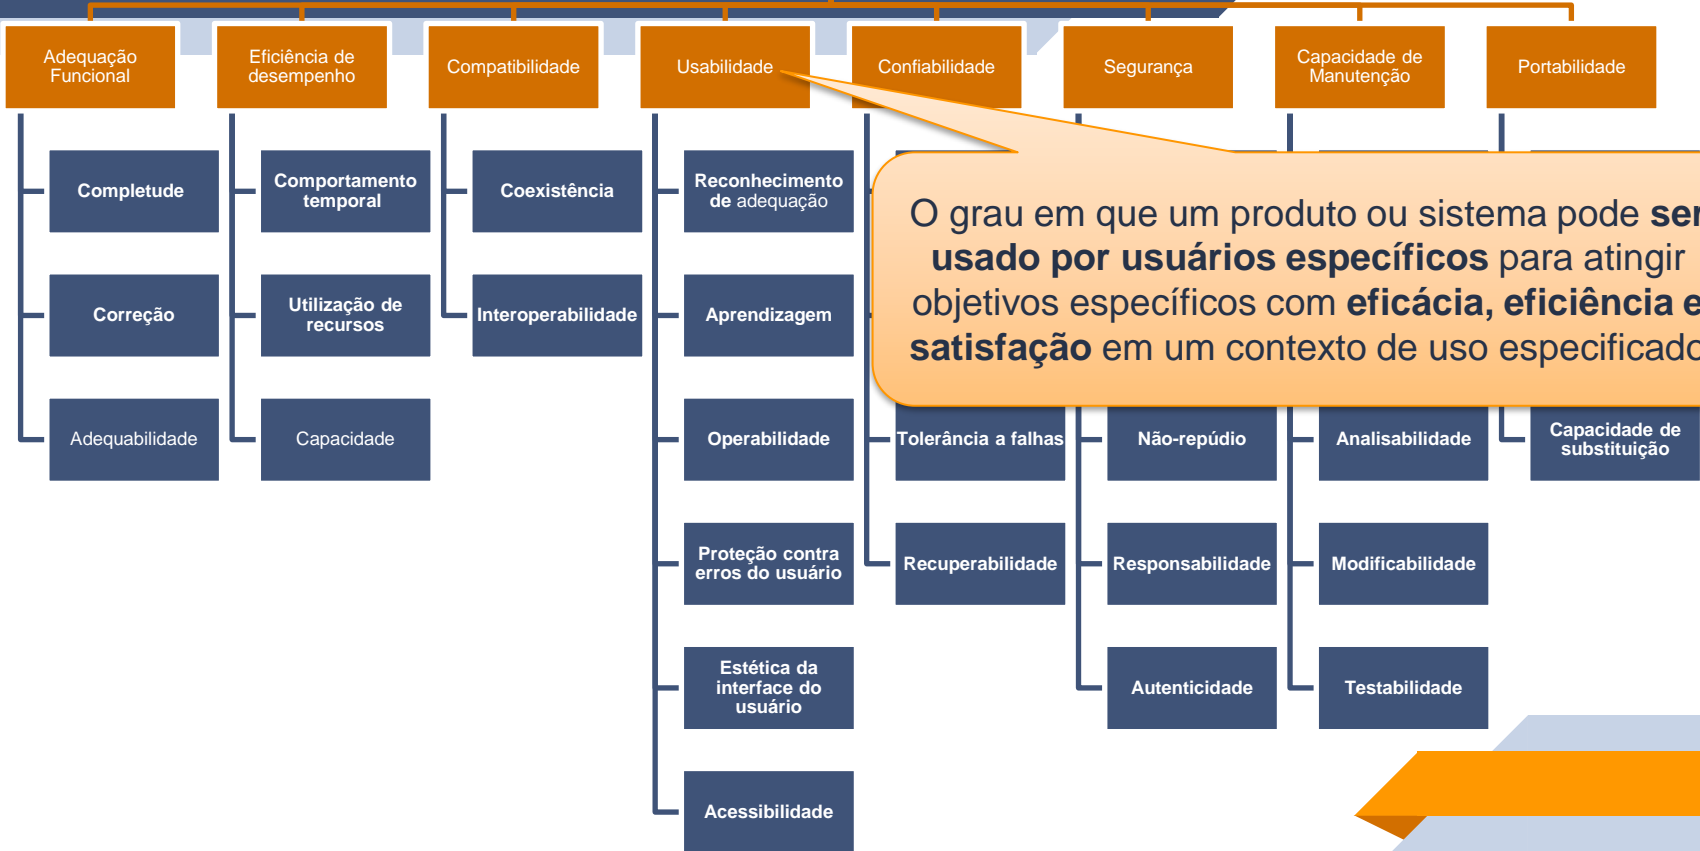 Adequação
Funcional
Eficiência de
desempenho
Compatibilidade
Usabilidade
Confiabilidade
Segurança
Capacidade de
Manutenção
Portabilidade
Completude
Correção
Adequabilidade
Comportamento
temporal
Utilização de
recursos
Capacidade
Coexistência
Interoperabilidade
Reconhecimento
de adequação
Aprendizagem
Operabilidade
Proteção contra
erros do usuário
Estética da
interface do
usuário
Acessibilidade
O grau em que um produto ou sistema pode ser
usado por usuários específicos para atingir
objetivos específicos com eficácia, eficiência e
satisfação em um contexto de uso especificado
Tolerância a falhas
Recuperabilidade
Não-repúdio
Responsabilidade
Autenticidade
Analisabilidade
Modificabilidade
Testabilidade
Capacidade de
substituição